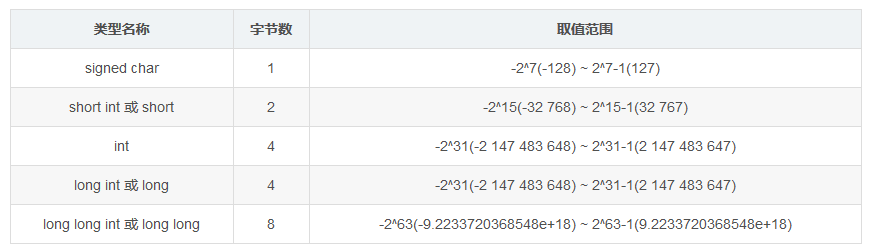 类型名称 字节数 取值范围
signed char 1 -2^7(-128) ~ 2^7-1(127)
short int 或 short 2 -2^15(-32 768) ~ 2^15-1(32 767)
int 4 -2^31(-2 147 483 648) ~ 2^31-1(2 147 483 647)
long int 或 long 4 -2^31(-2 147 483 648) ~ 2^31-1(2 147 483 647)
long long int 或 long long 8 -2^63(-9.2233720368548e+18) ~ 2^63-1(9.2233720368548e+18)